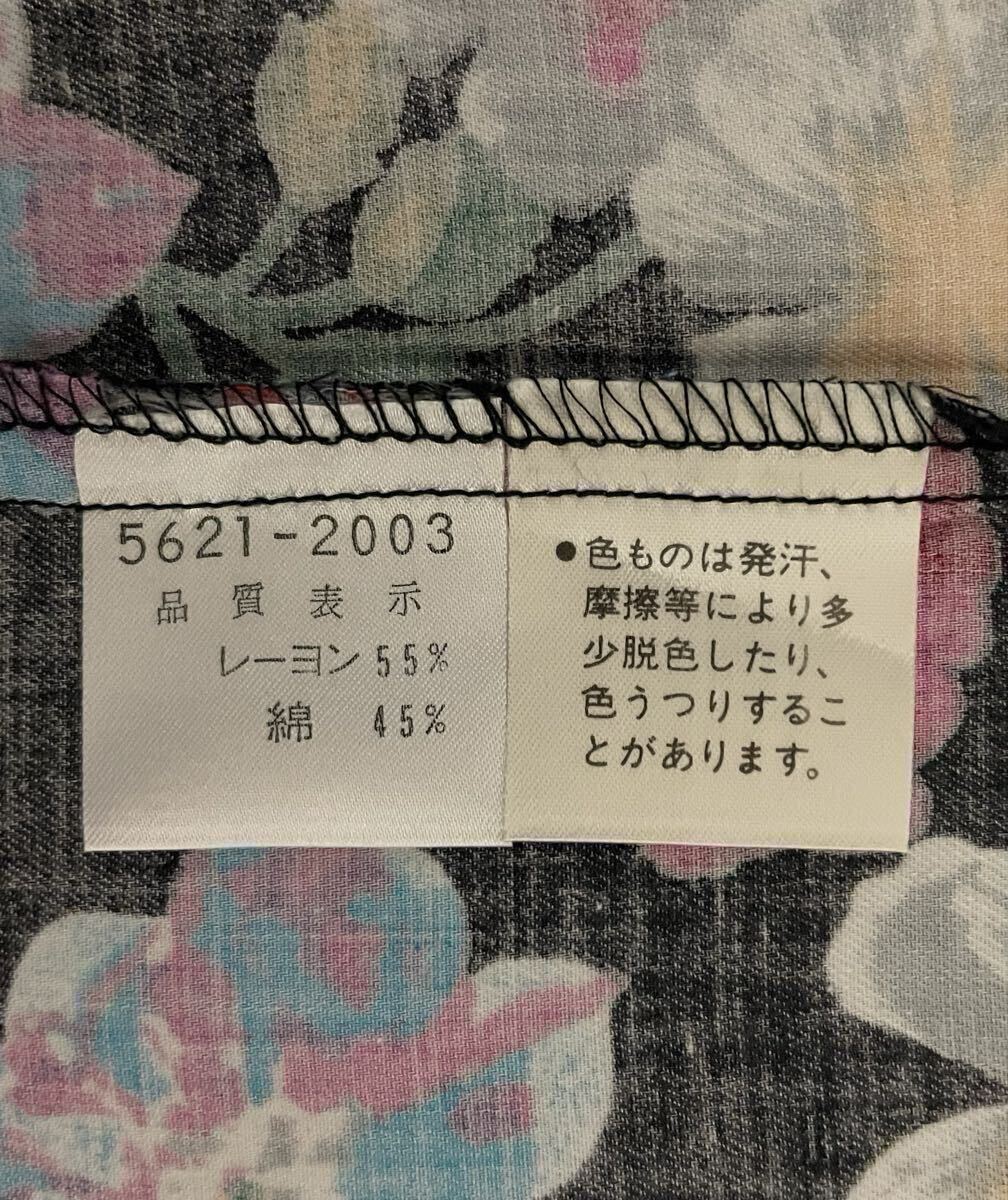 5621-2003
品質表示
レーヨン 55%
綿 45%
●色ものは発汗、
摩擦等により多
少脱色したり、
色うつりするこ
とがあります。